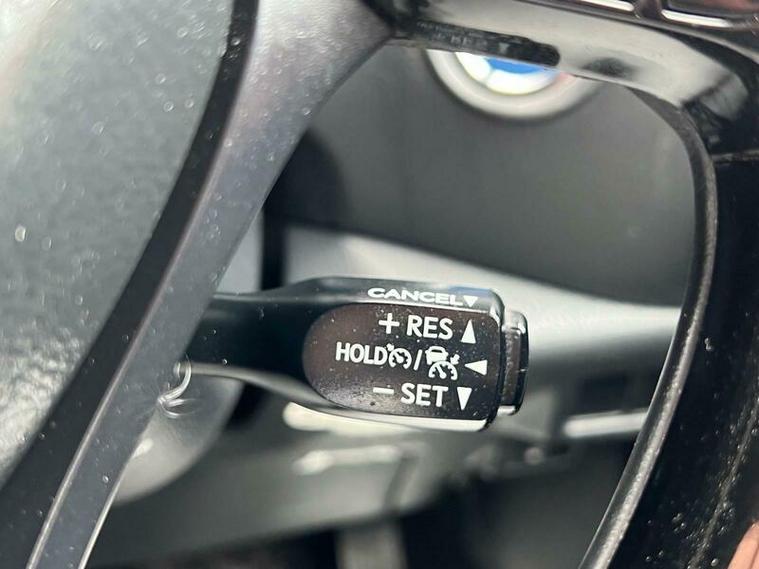 CANCEL▼
+ RES ▲
HOLD / ◀
− SET ▼